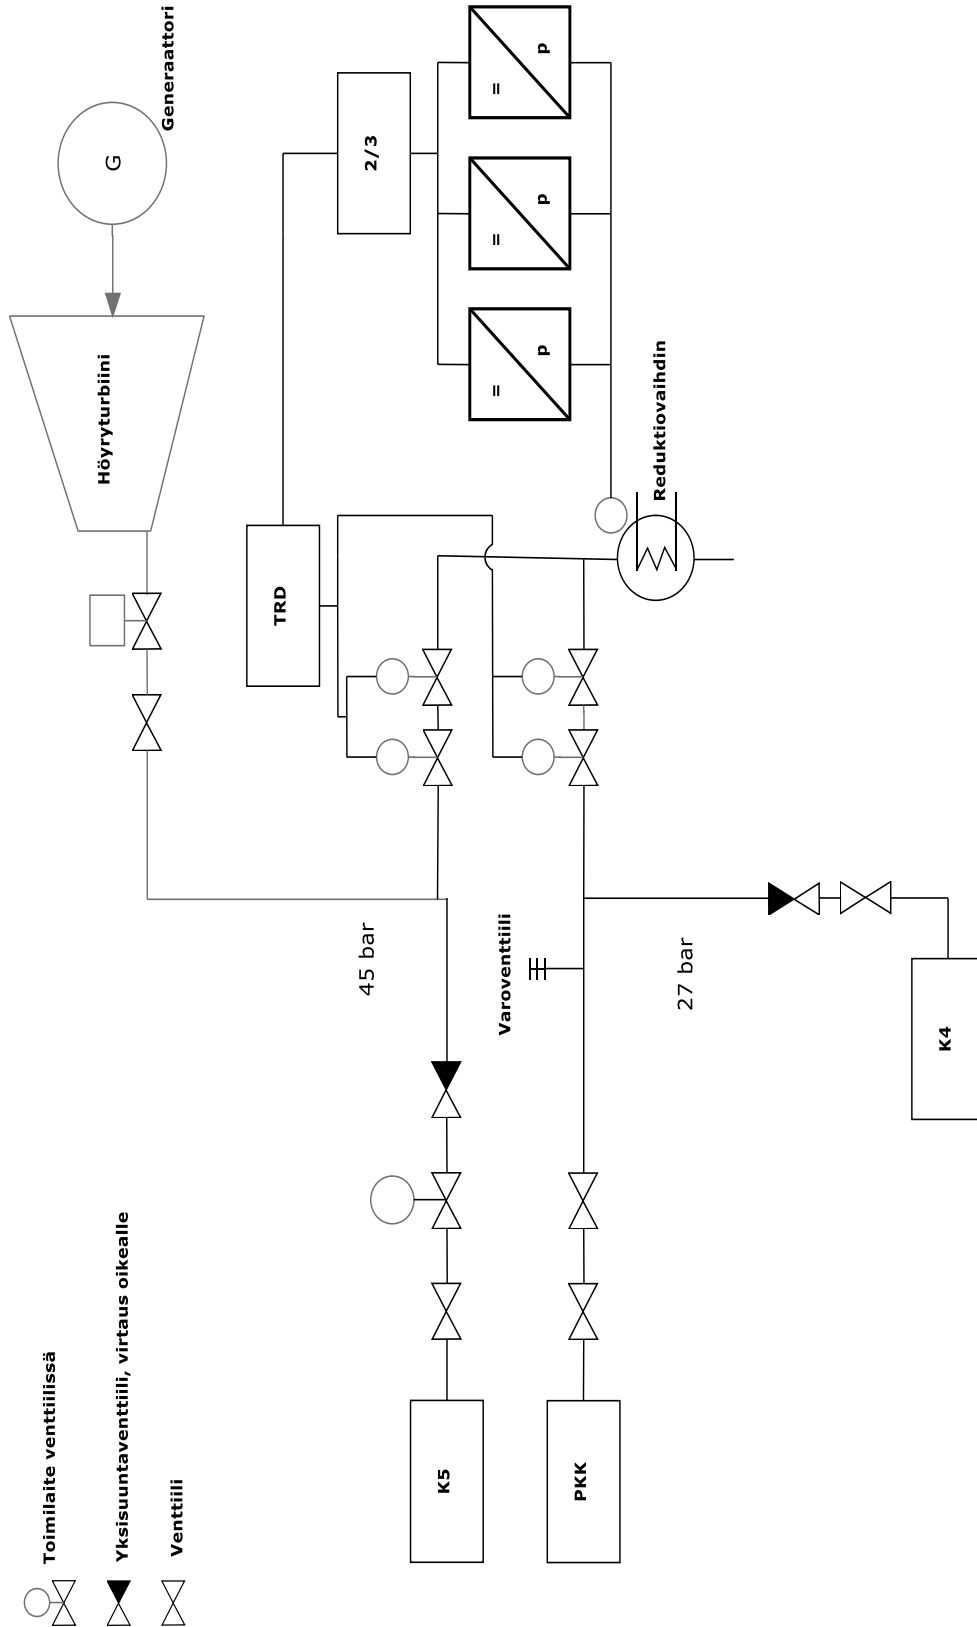 Toimilaite venttiilissä
Yksisuuntaventtiili, virtaus oikealle
Venttiili
Höyryturbiini
G
Generaattori
TRD
2/3
=
p
=
p
=
p
Reduktiovaihdin
K5
45 bar
PKK
Varoventtiili
27 bar
K4